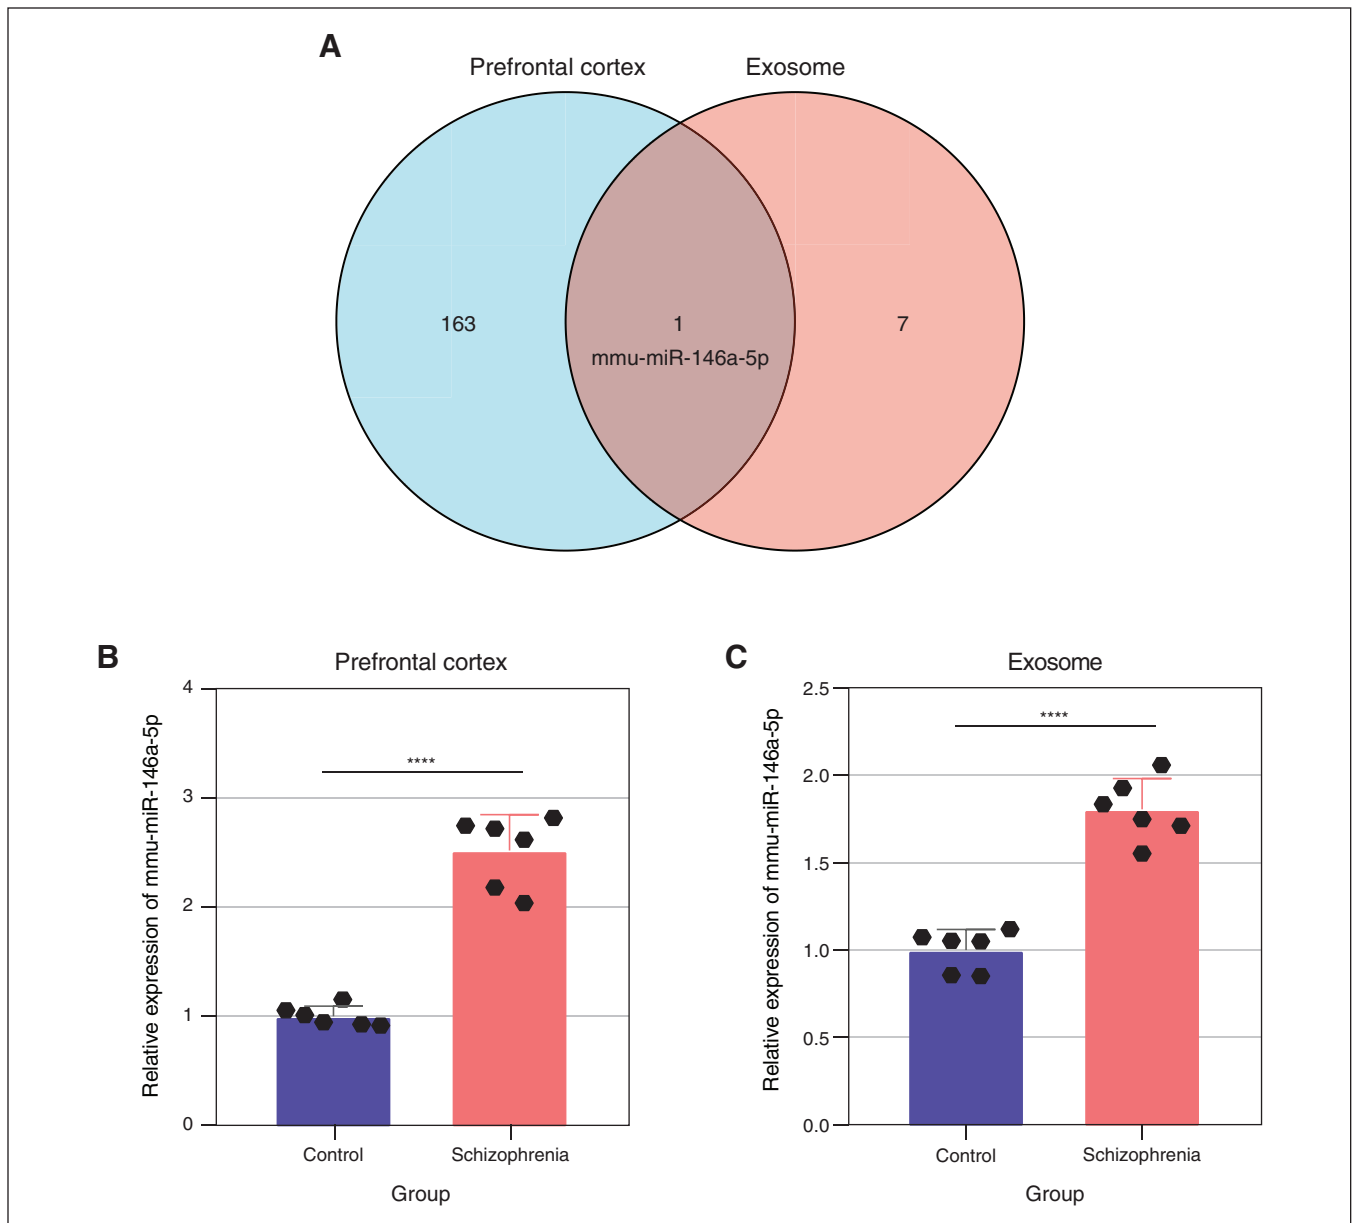 A
Prefrontal cortex
Exosome
163
1
7
mmu-miR-146a-5p
B
Prefrontal cortex
Relative expression of mmu-miR-146a-5p
4
3
2
1
0
****
Control
Schizophrenia
Group
C
Exosome
Relative expression of mmu-miR-146a-5p
2.5
2.0
1.5
1.0
0.5
0.0
****
Control
Schizophrenia
Group